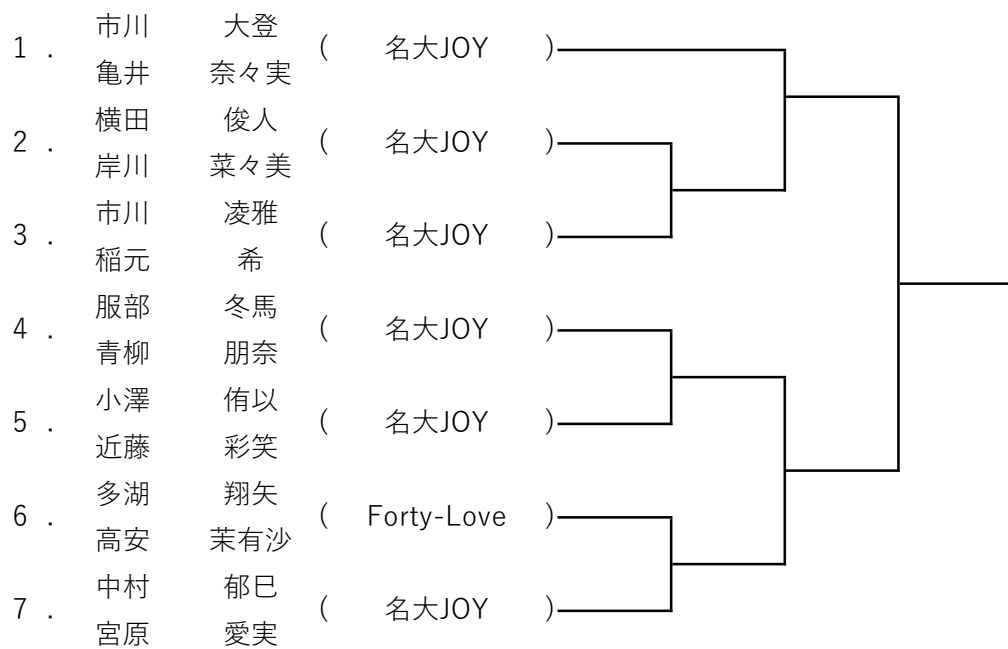 市川 大登
1. ( 名大JOY )
亀井 奈々実
横田 俊人
2. ( 名大JOY )
岸川 菜々美
市川 凌雅
3. ( 名大JOY )
稲元 希
服部 冬馬
4. ( 名大JOY )
青柳 朋奈
小澤 侑以
5. ( 名大JOY )
近藤 彩笑
多湖 翔矢
6. ( Forty-Love )
高安 茉有沙
中村 郁巳
7. ( 名大JOY )
宮原 愛実